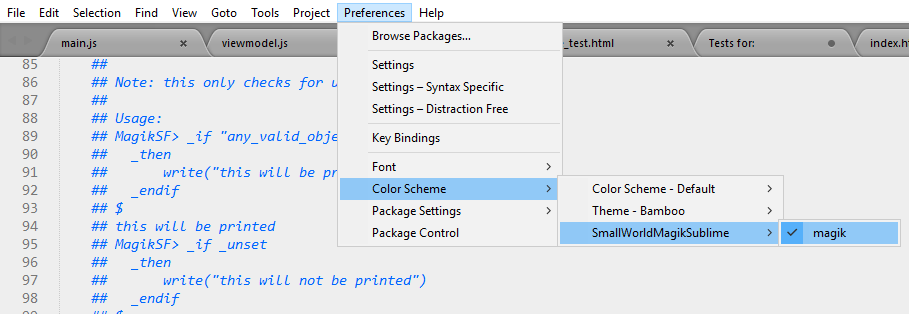 File Edit Selection Find View Goto Tools Project Preferences Help
main.js × viewmodel.js _test.html × Tests for: index.h
Browse Packages...
Settings
Settings – Syntax Specific
Settings – Distraction Free
Key Bindings
Font >
Color Scheme >
Package Settings >
Package Control
Color Scheme - Default >
Theme - Bamboo >
SmallWorldMagikSublime >
magik
85 ##
86 ## Note: this only checks for u
87 ##
88 ## Usage:
89 ## MagikSF> _if "any_valid_obje
90 ##   _then
91 ##      write("this will be pr
92 ##   _endif
93 ## $
94 ## this will be printed
95 ## MagikSF> _if _unset
96 ##   _then
97 ##      write("this will not be printed")
98 ##   _endif